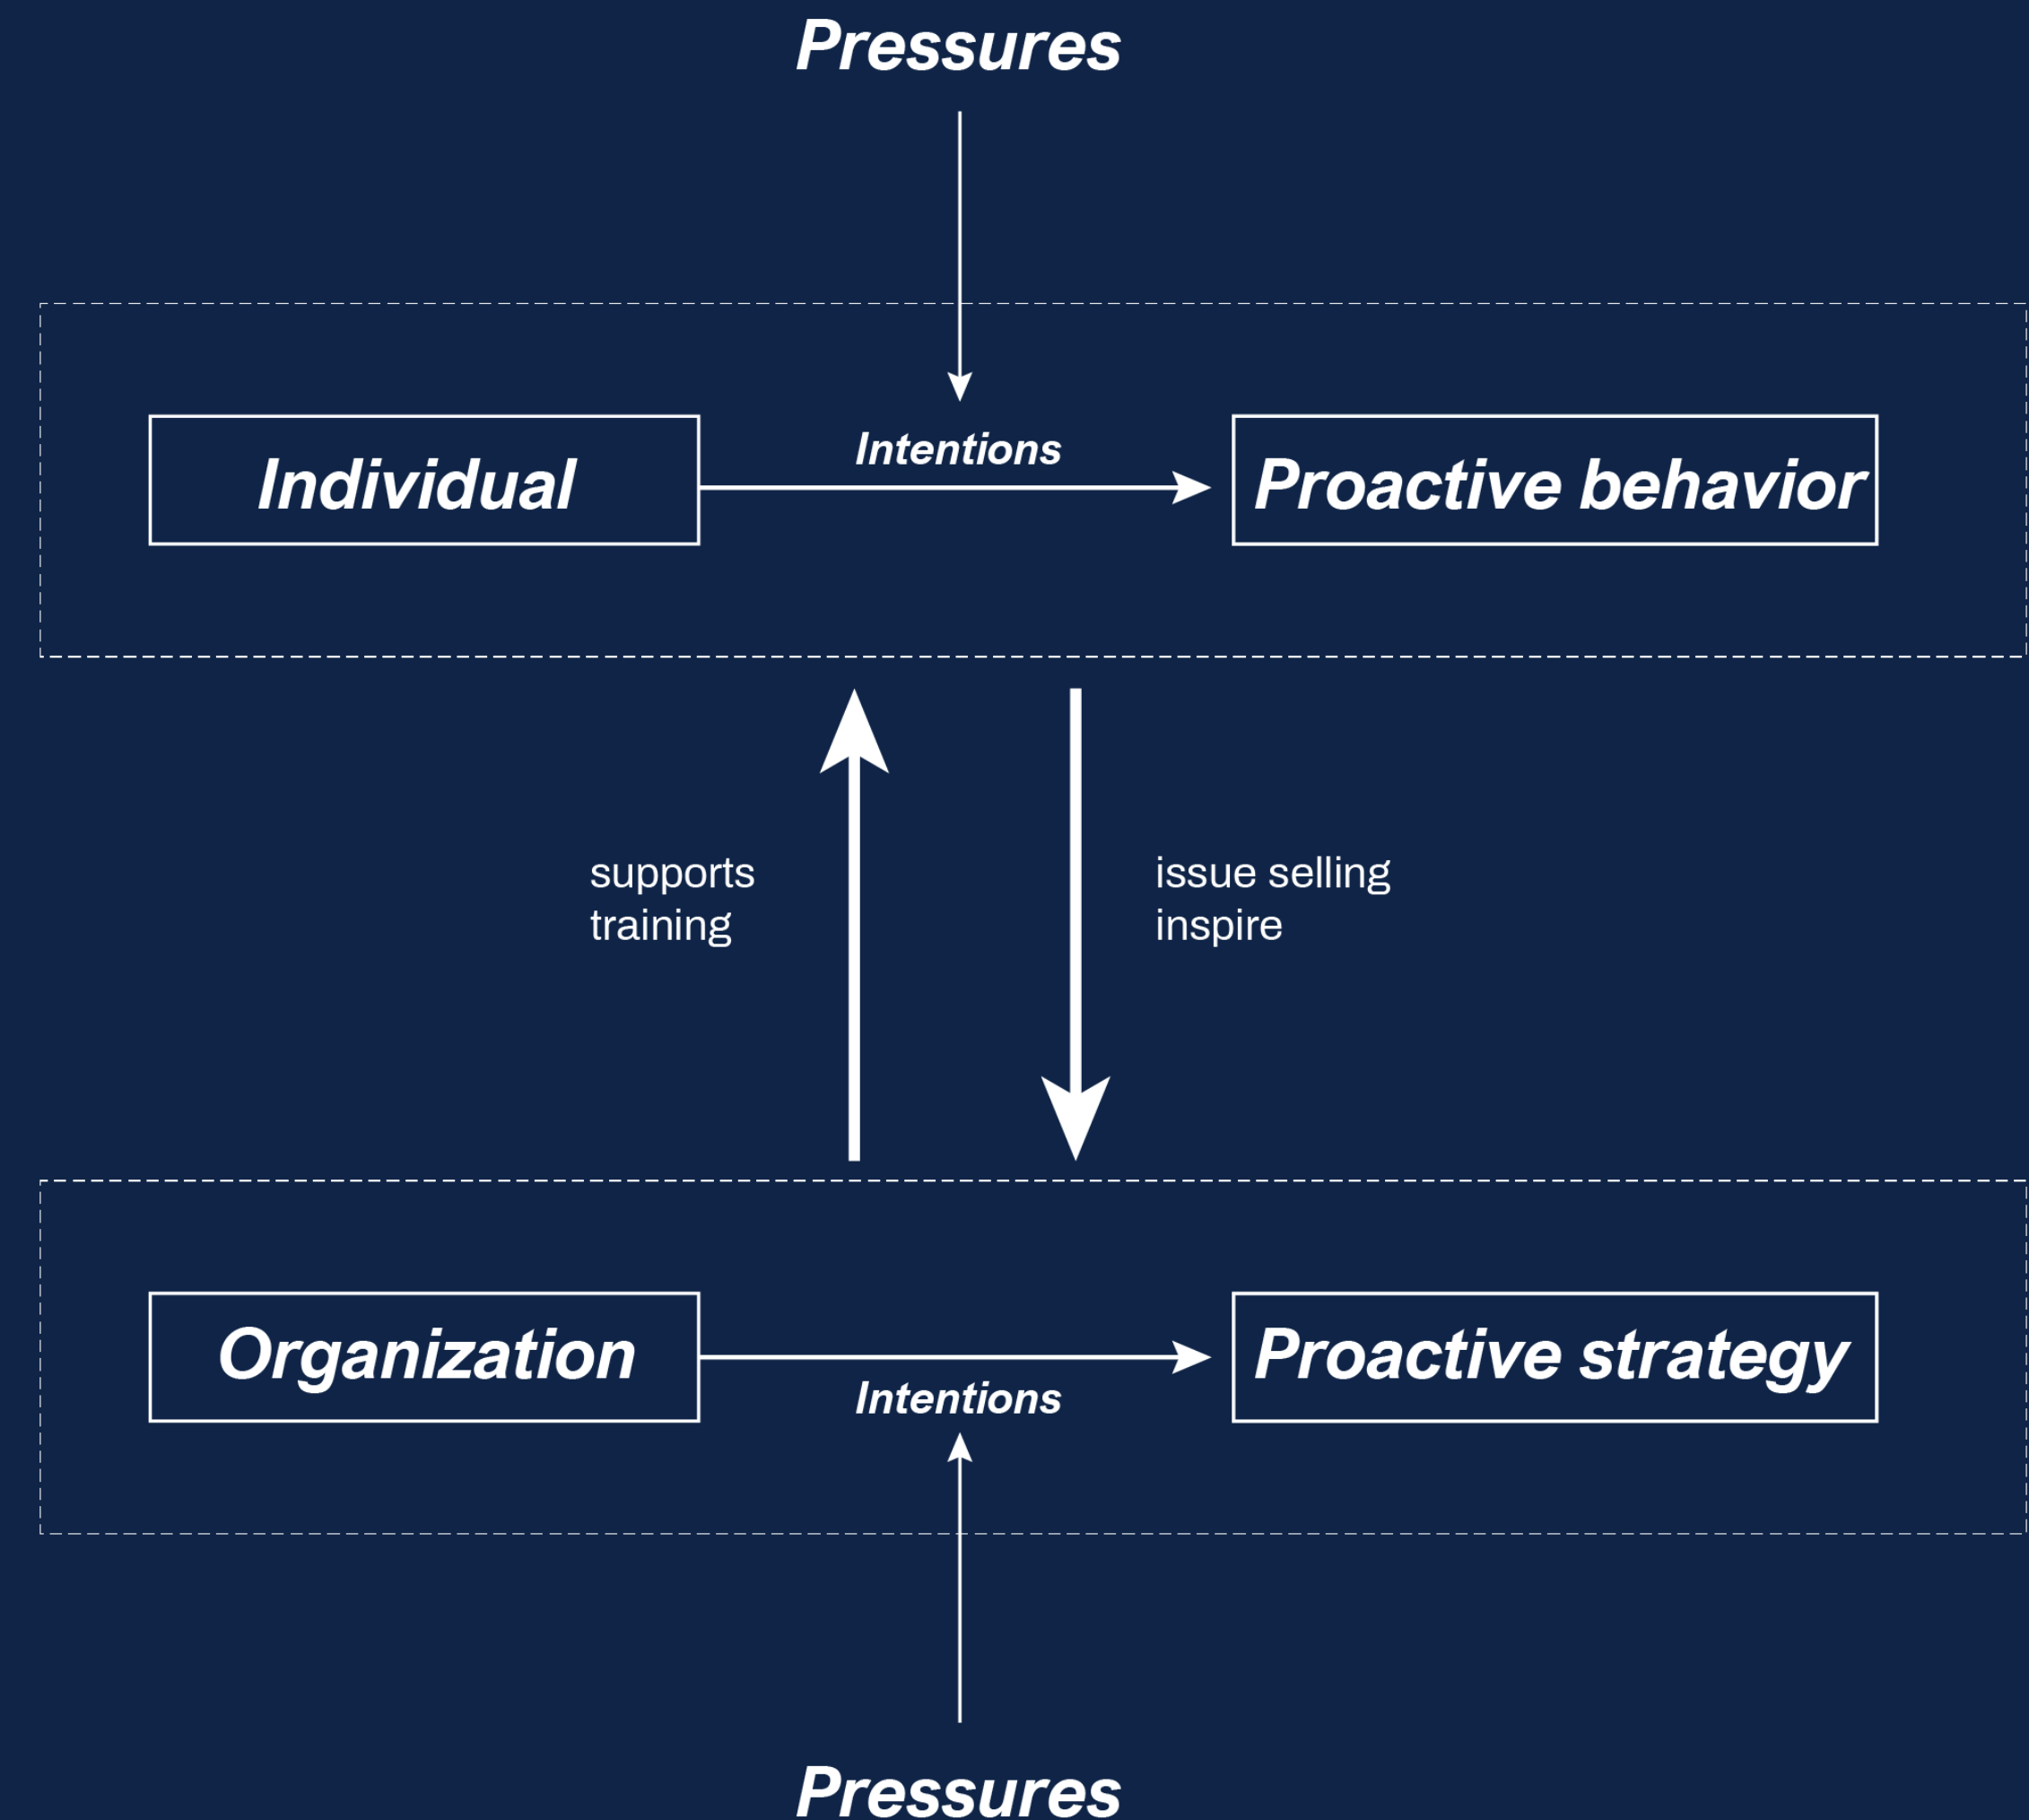 Pressures
Intentions
Individual
Proactive behavior
supports
training
issue selling
inspire
Organization
Proactive strategy
Intentions
Pressures